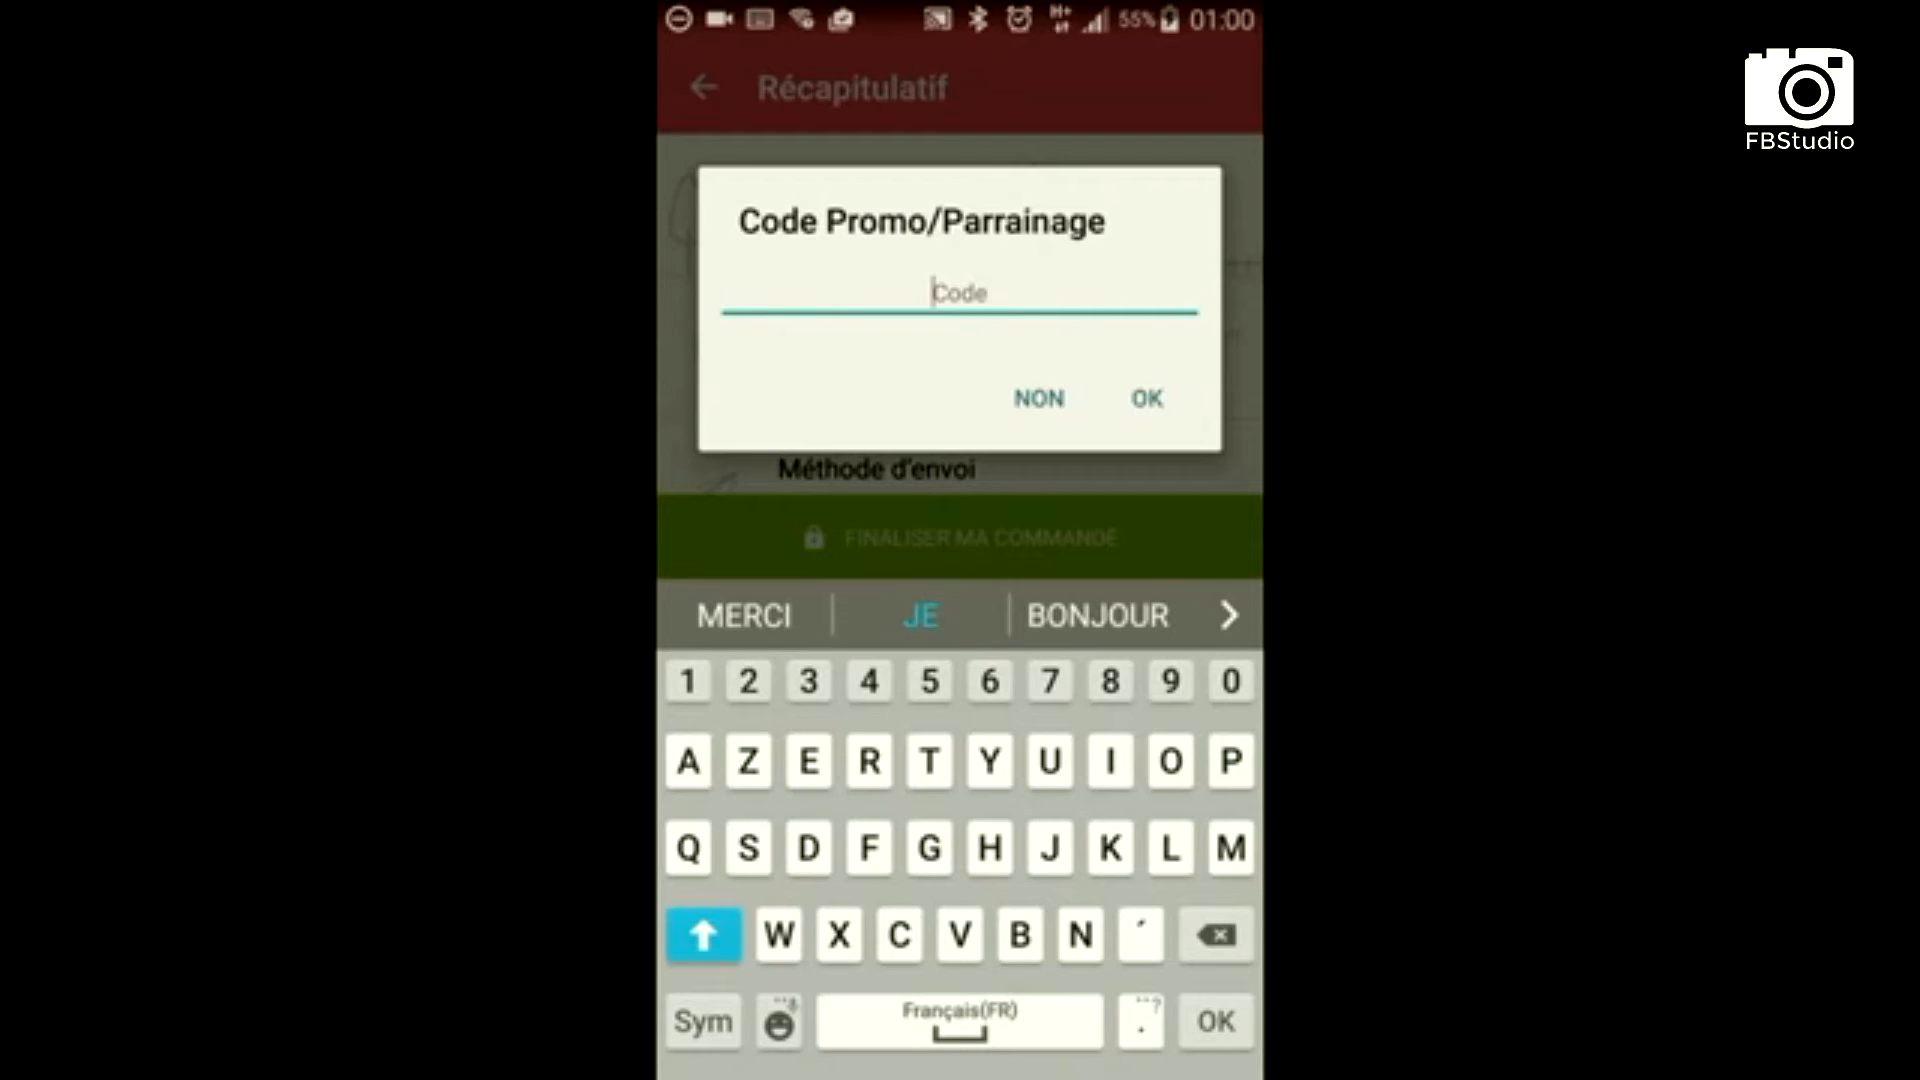 H+
55%
01:00
Récapitulatif
FBStudio
Code Promo/Parrainage
Code
NON
OK
Méthode d'envoi
FINALISER MA COMMANDE
MERCI
JE
BONJOUR
1 2 3 4 5 6 7 8 9 0
A Z E R T Y U I O P
Q S D F G H J K L M
W X C V B N ´
Sym
Français(FR)
. ?
OK